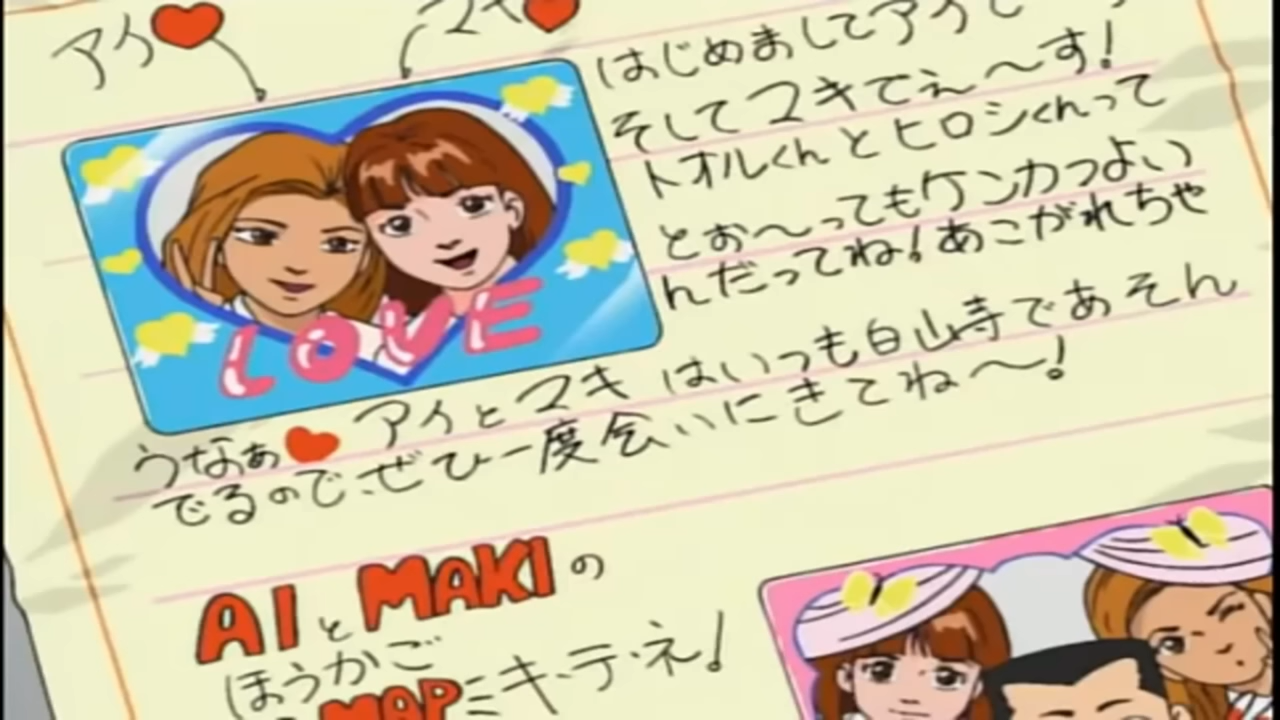 アイ
マキ
はじめましてアイで
そしてマキでぇ〜す!
トオルくんとヒロシくんって
とお〜ってもケンカつよい
んだってね!あこがれちゃ
うなぁ
アイとマキはいつも白山寺であそん
でるので、ぜひ一度会いにきてね〜!
LOVE
AIとMAKIの
ほうかご
MAP ミキ・テ・ネ!